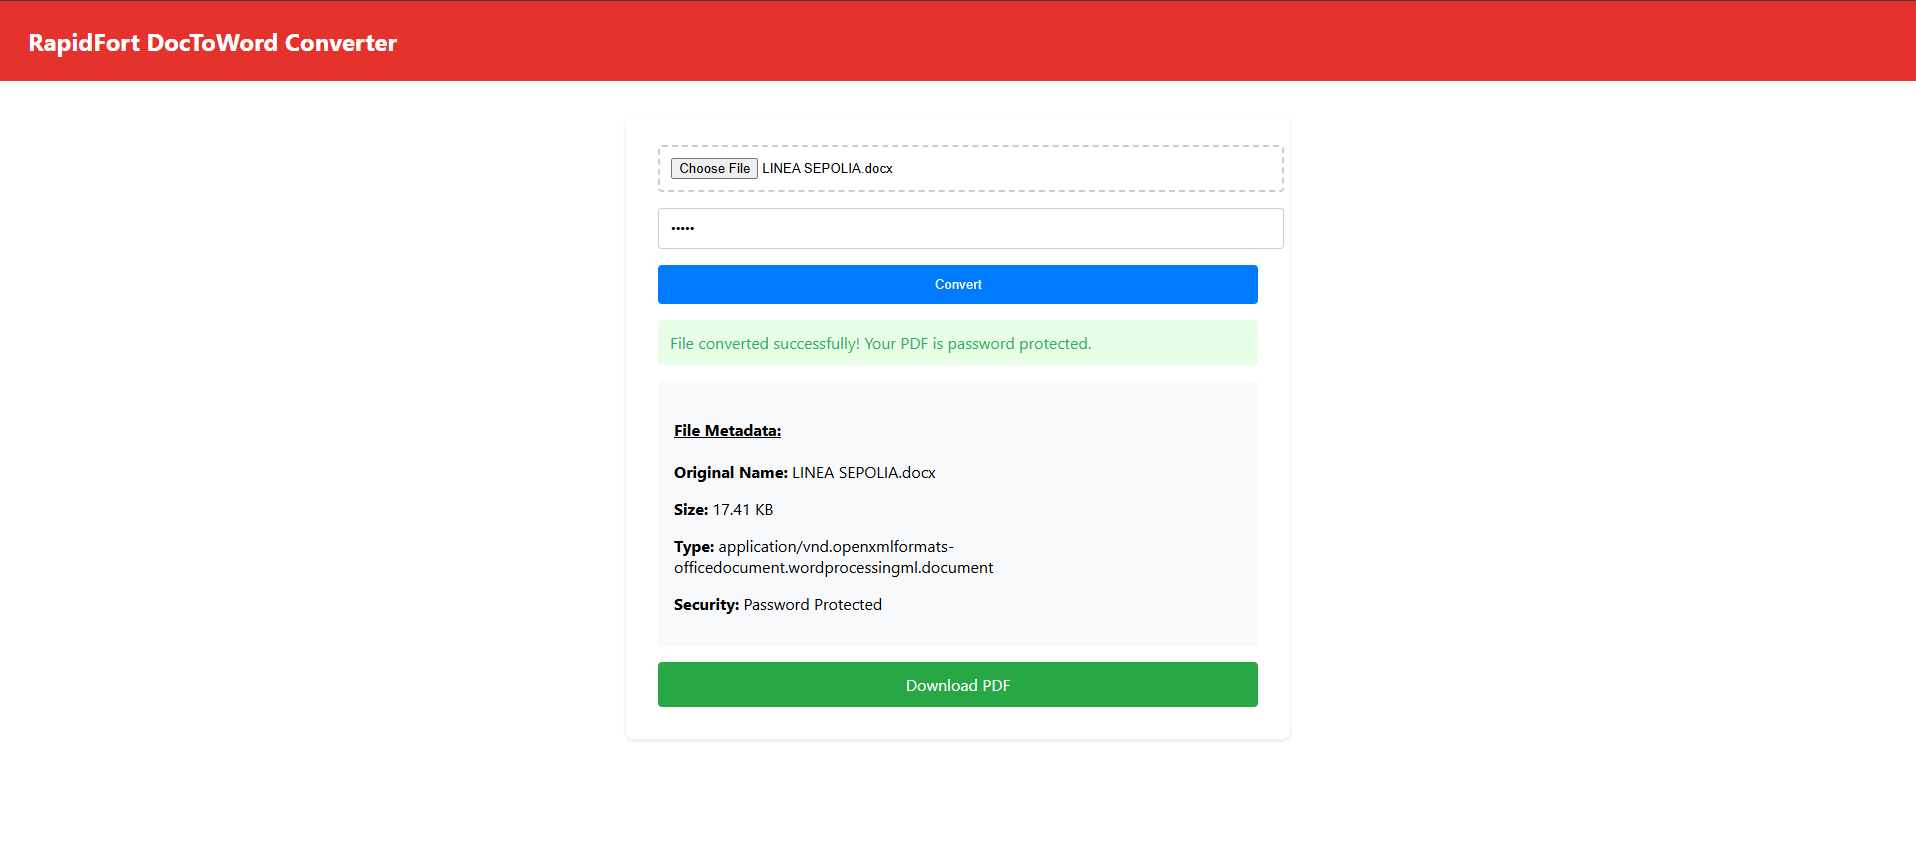 RapidFort DocToWord Converter
Choose File LINEA SEPOLIA.docx
•••••
Convert
File converted successfully! Your PDF is password protected.
File Metadata:
Original Name: LINEA SEPOLIA.docx
Size: 17.41 KB
Type: application/vnd.openxmlformats-
officedocument.wordprocessingml.document
Security: Password Protected
Download PDF